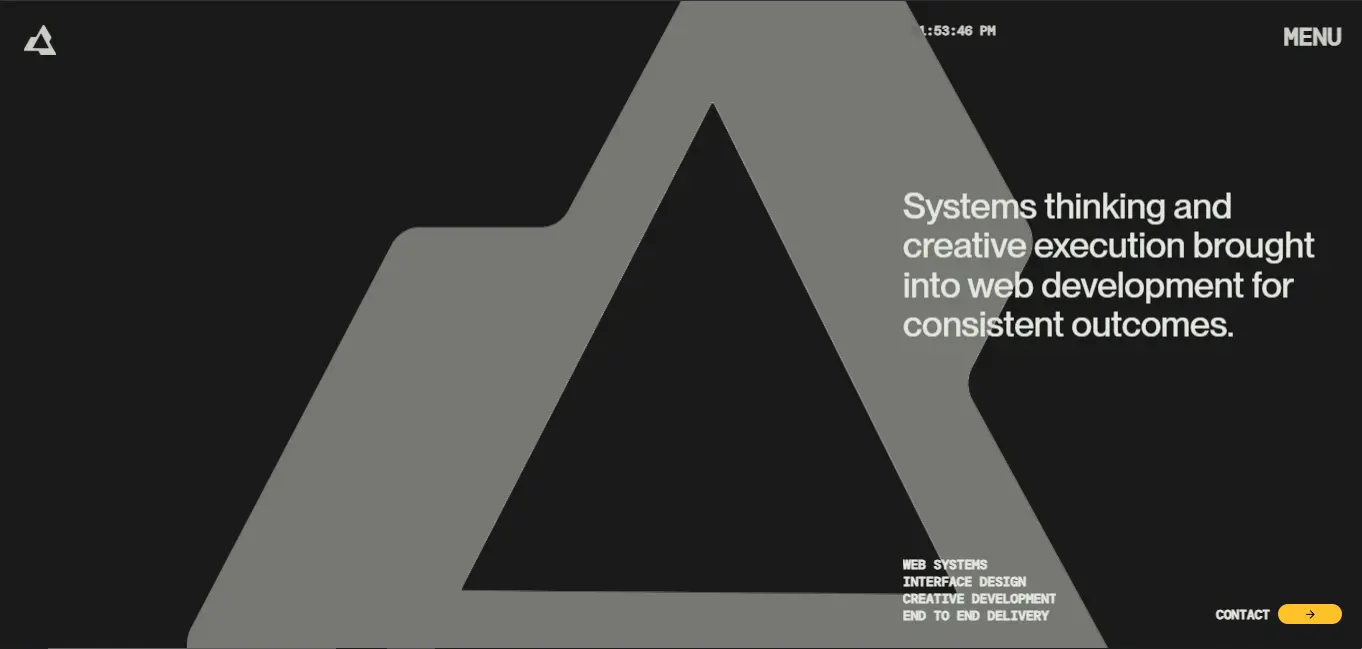 1:53:46 PM
MENU
Systems thinking and
creative execution brought
into web development for
consistent outcomes.
WEB SYSTEMS
INTERFACE DESIGN
CREATIVE DEVELOPMENT
END TO END DELIVERY
CONTACT →